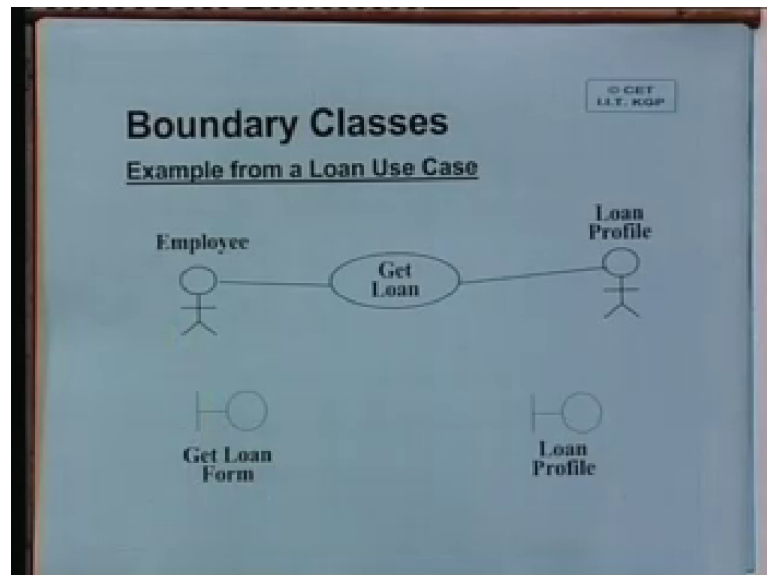 © CET
I.I.T. KGP
Boundary Classes
Example from a Loan Use Case
Employee
Loan
Profile
Get
Loan
Get Loan
Form
Loan
Profile